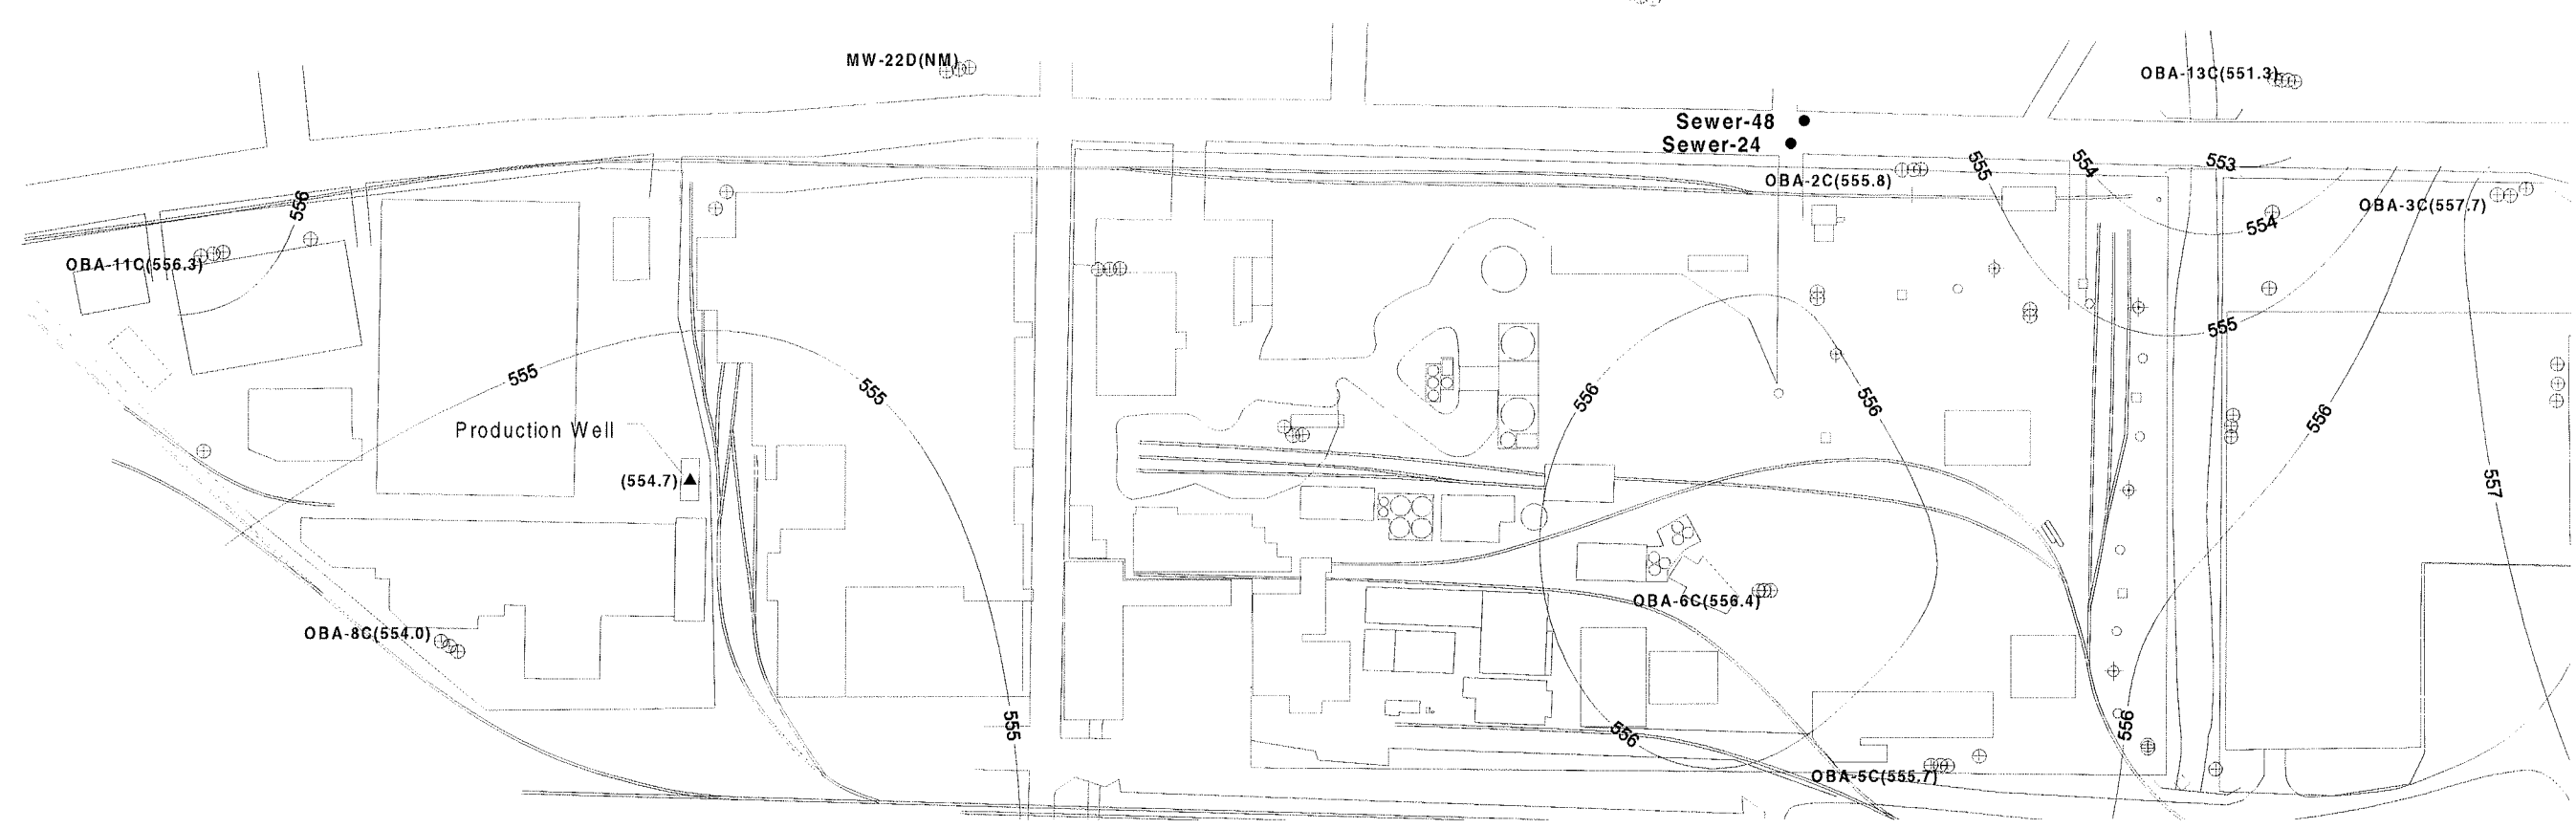 MW-22D(NM)
OBA-13C(551.3)
Sewer-48
Sewer-24
555
554
553
OBA-2C(555.8)
556
OBA-3C(557.7)
554
OBA-11C(556.3)
555
555
555
556
556
556
Production Well
(554.7)
557
OBA-6C(556.4)
OBA-8C(554.0)
555
556
556
OBA-5C(555.7)